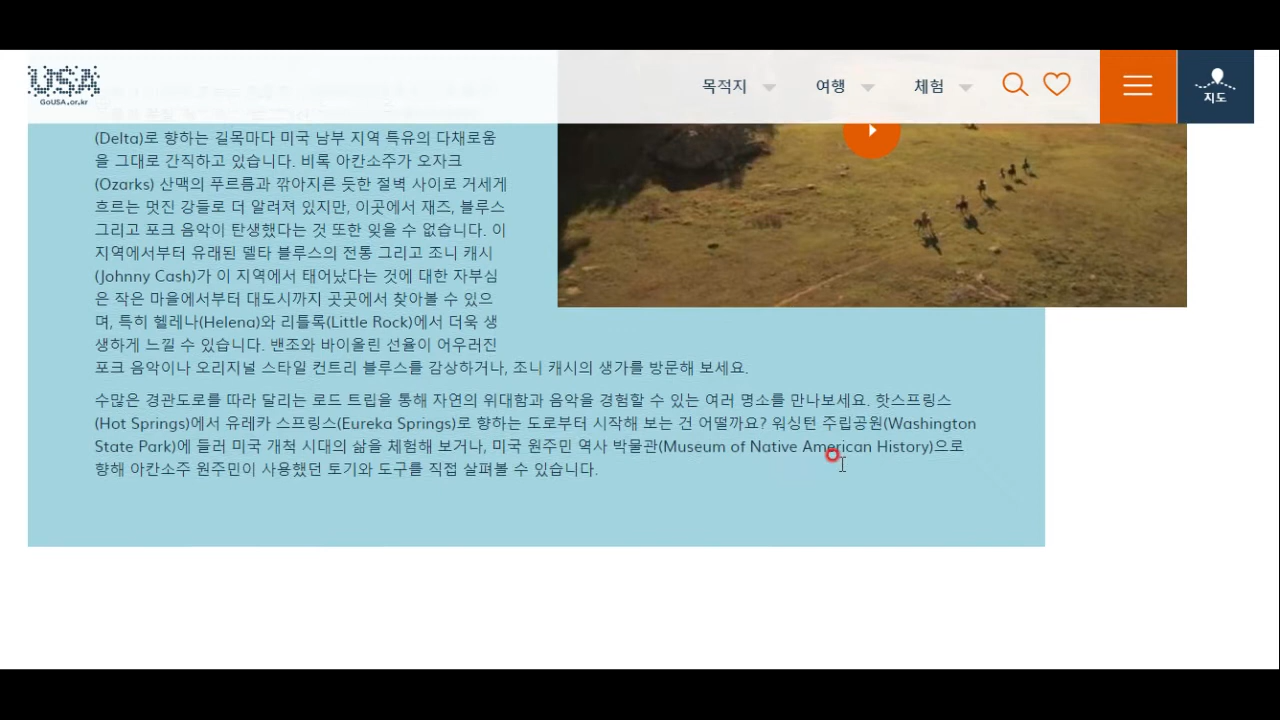 USA
GoUSA.or.kr
목적지
여행
체험
지도
(Delta)로 향하는 길목마다 미국 남부 지역 특유의 다채로움
을 그대로 간직하고 있습니다. 비록 아칸소주가 오자크
(Ozarks) 산맥의 푸르름과 깎아지른 듯한 절벽 사이로 거세게
흐르는 멋진 강들로 더 알려져 있지만, 이곳에서 재즈, 블루스
그리고 포크 음악이 탄생했다는 것 또한 잊을 수 없습니다. 이
지역에서부터 유래된 델타 블루스의 전통 그리고 조니 캐시
(Johnny Cash)가 이 지역에서 태어났다는 것에 대한 자부심
은 작은 마을에서부터 대도시까지 곳곳에서 찾아볼 수 있으
며, 특히 헬레나(Helena)와 리틀록(Little Rock)에서 더욱 생
생하게 느낄 수 있습니다. 밴조와 바이올린 선율이 어우러진
포크 음악이나 오리지널 스타일 컨트리 블루스를 감상하거나, 조니 캐시의 생가를 방문해 보세요.
수많은 경관도로를 따라 달리는 로드 트립을 통해 자연의 위대함과 음악을 경험할 수 있는 여러 명소를 만나보세요. 핫스프링스
(Hot Springs)에서 유레카 스프링스(Eureka Springs)로 향하는 도로부터 시작해 보는 건 어떨까요? 워싱턴 주립공원(Washington
State Park)에 들러 미국 개척 시대의 삶을 체험해 보거나, 미국 원주민 역사 박물관(Museum of Native American History)으로
향해 아칸소주 원주민이 사용했던 토기와 도구를 직접 살펴볼 수 있습니다.